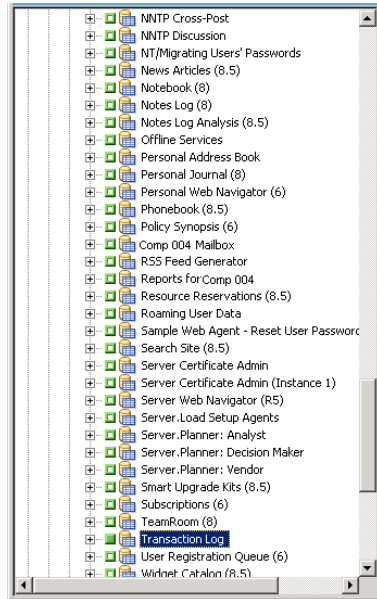 NNTP Cross-Post
NNTP Discussion
NT/Migrating Users' Passwords
News Articles (8.5)
Notebook (8)
Notes Log (8)
Notes Log Analysis (8.5)
Offline Services
Personal Address Book
Personal Journal (8)
Personal Web Navigator (6)
Phonebook (8.5)
Policy Synopsis (6)
Comp 004 Mailbox
RSS Feed Generator
Reports for Comp 004
Resource Reservations (8.5)
Roaming User Data
Sample Web Agent - Reset User Password
Search Site (8.5)
Server Certificate Admin
Server Certificate Admin (Instance 1)
Server Web Navigator (R5)
Server.Load Setup Agents
Server.Planner: Analyst
Server.Planner: Decision Maker
Server.Planner: Vendor
Smart Upgrade Kits (8.5)
Subscriptions (6)
TeamRoom (8)
Transaction Log
User Registration Queue (6)
Widget Catalog (8.5)